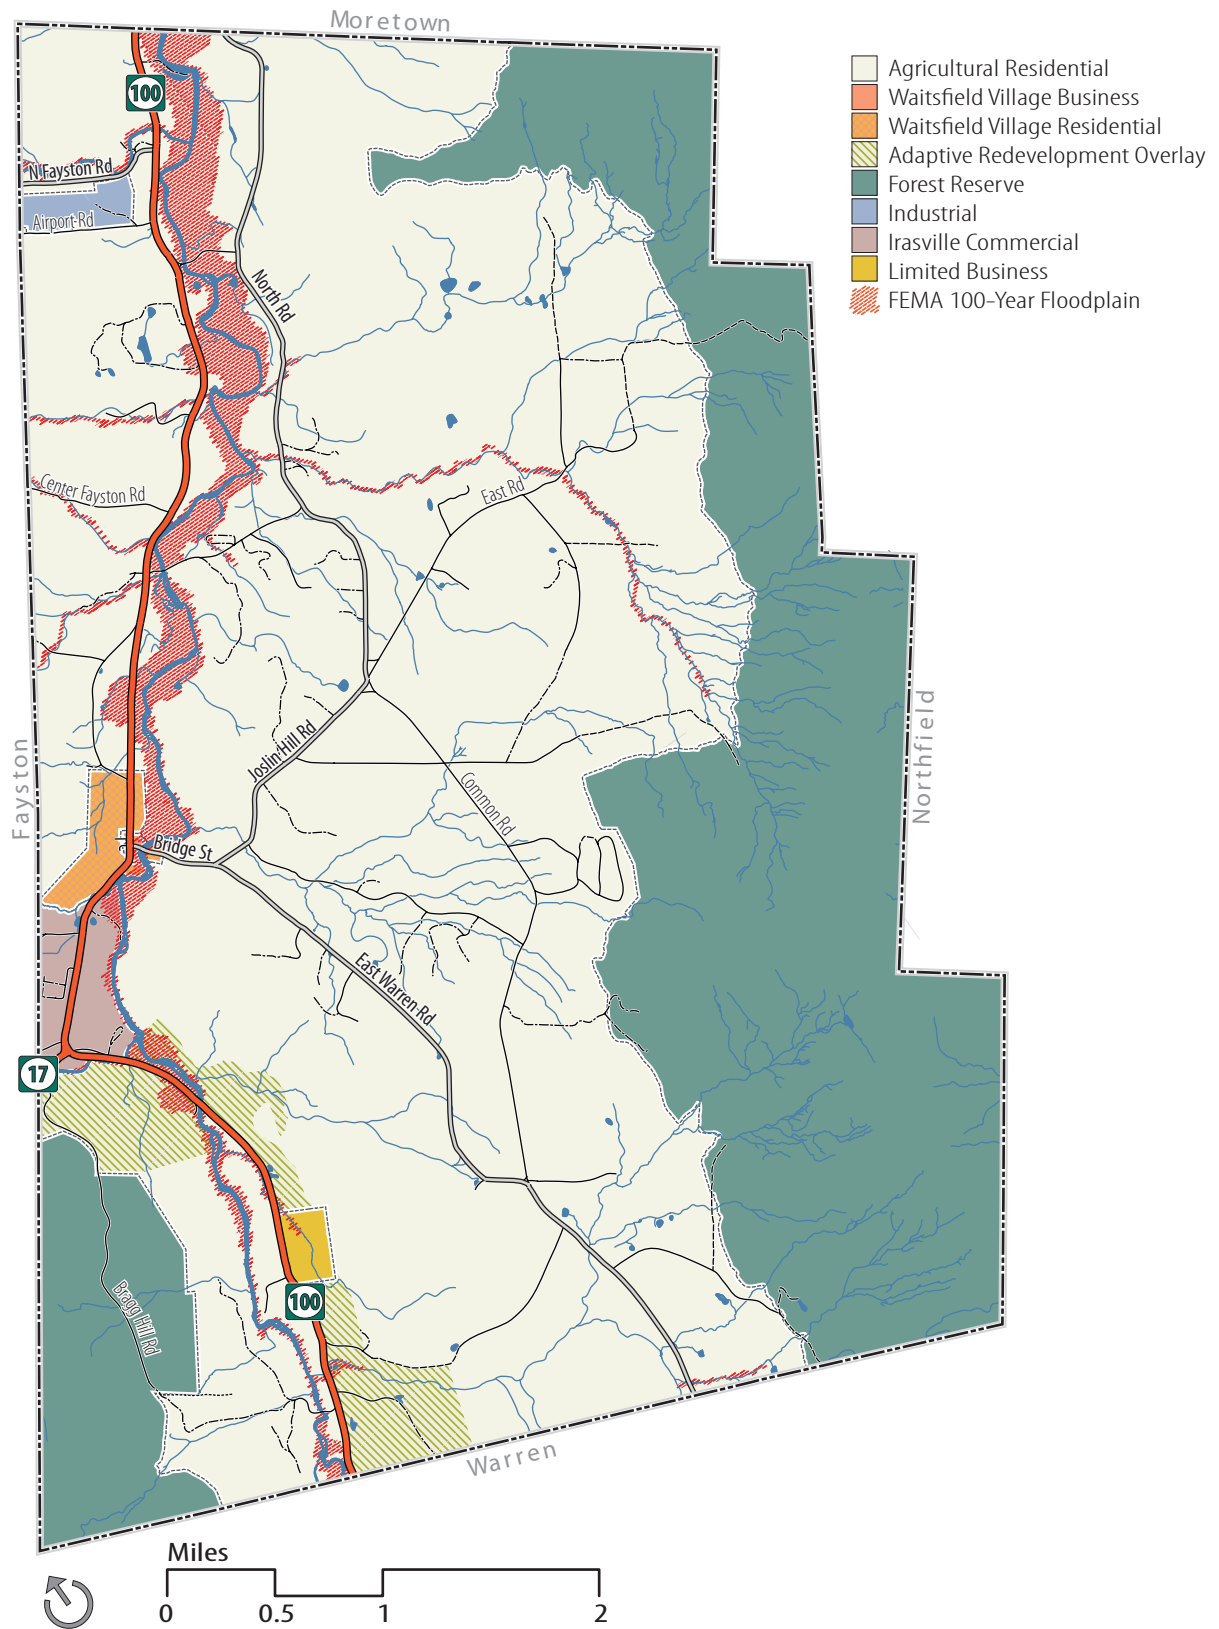 Moretown
Agricultural Residential
Waitsfield Village Business
Waitsfield Village Residential
Adaptive Redevelopment Overlay
Forest Reserve
Industrial
Irasville Commercial
Limited Business
FEMA 100-Year Floodplain
100
N Fayston Rd
Airport Rd
North Rd
Center Fayston Rd
East Rd
Northfield
Fayston
Joslin Hill Rd
Common Rd
Bridge St
East Warren Rd
17
100
Bragg Hill Rd
Warren
Miles
0 0.5 1 2